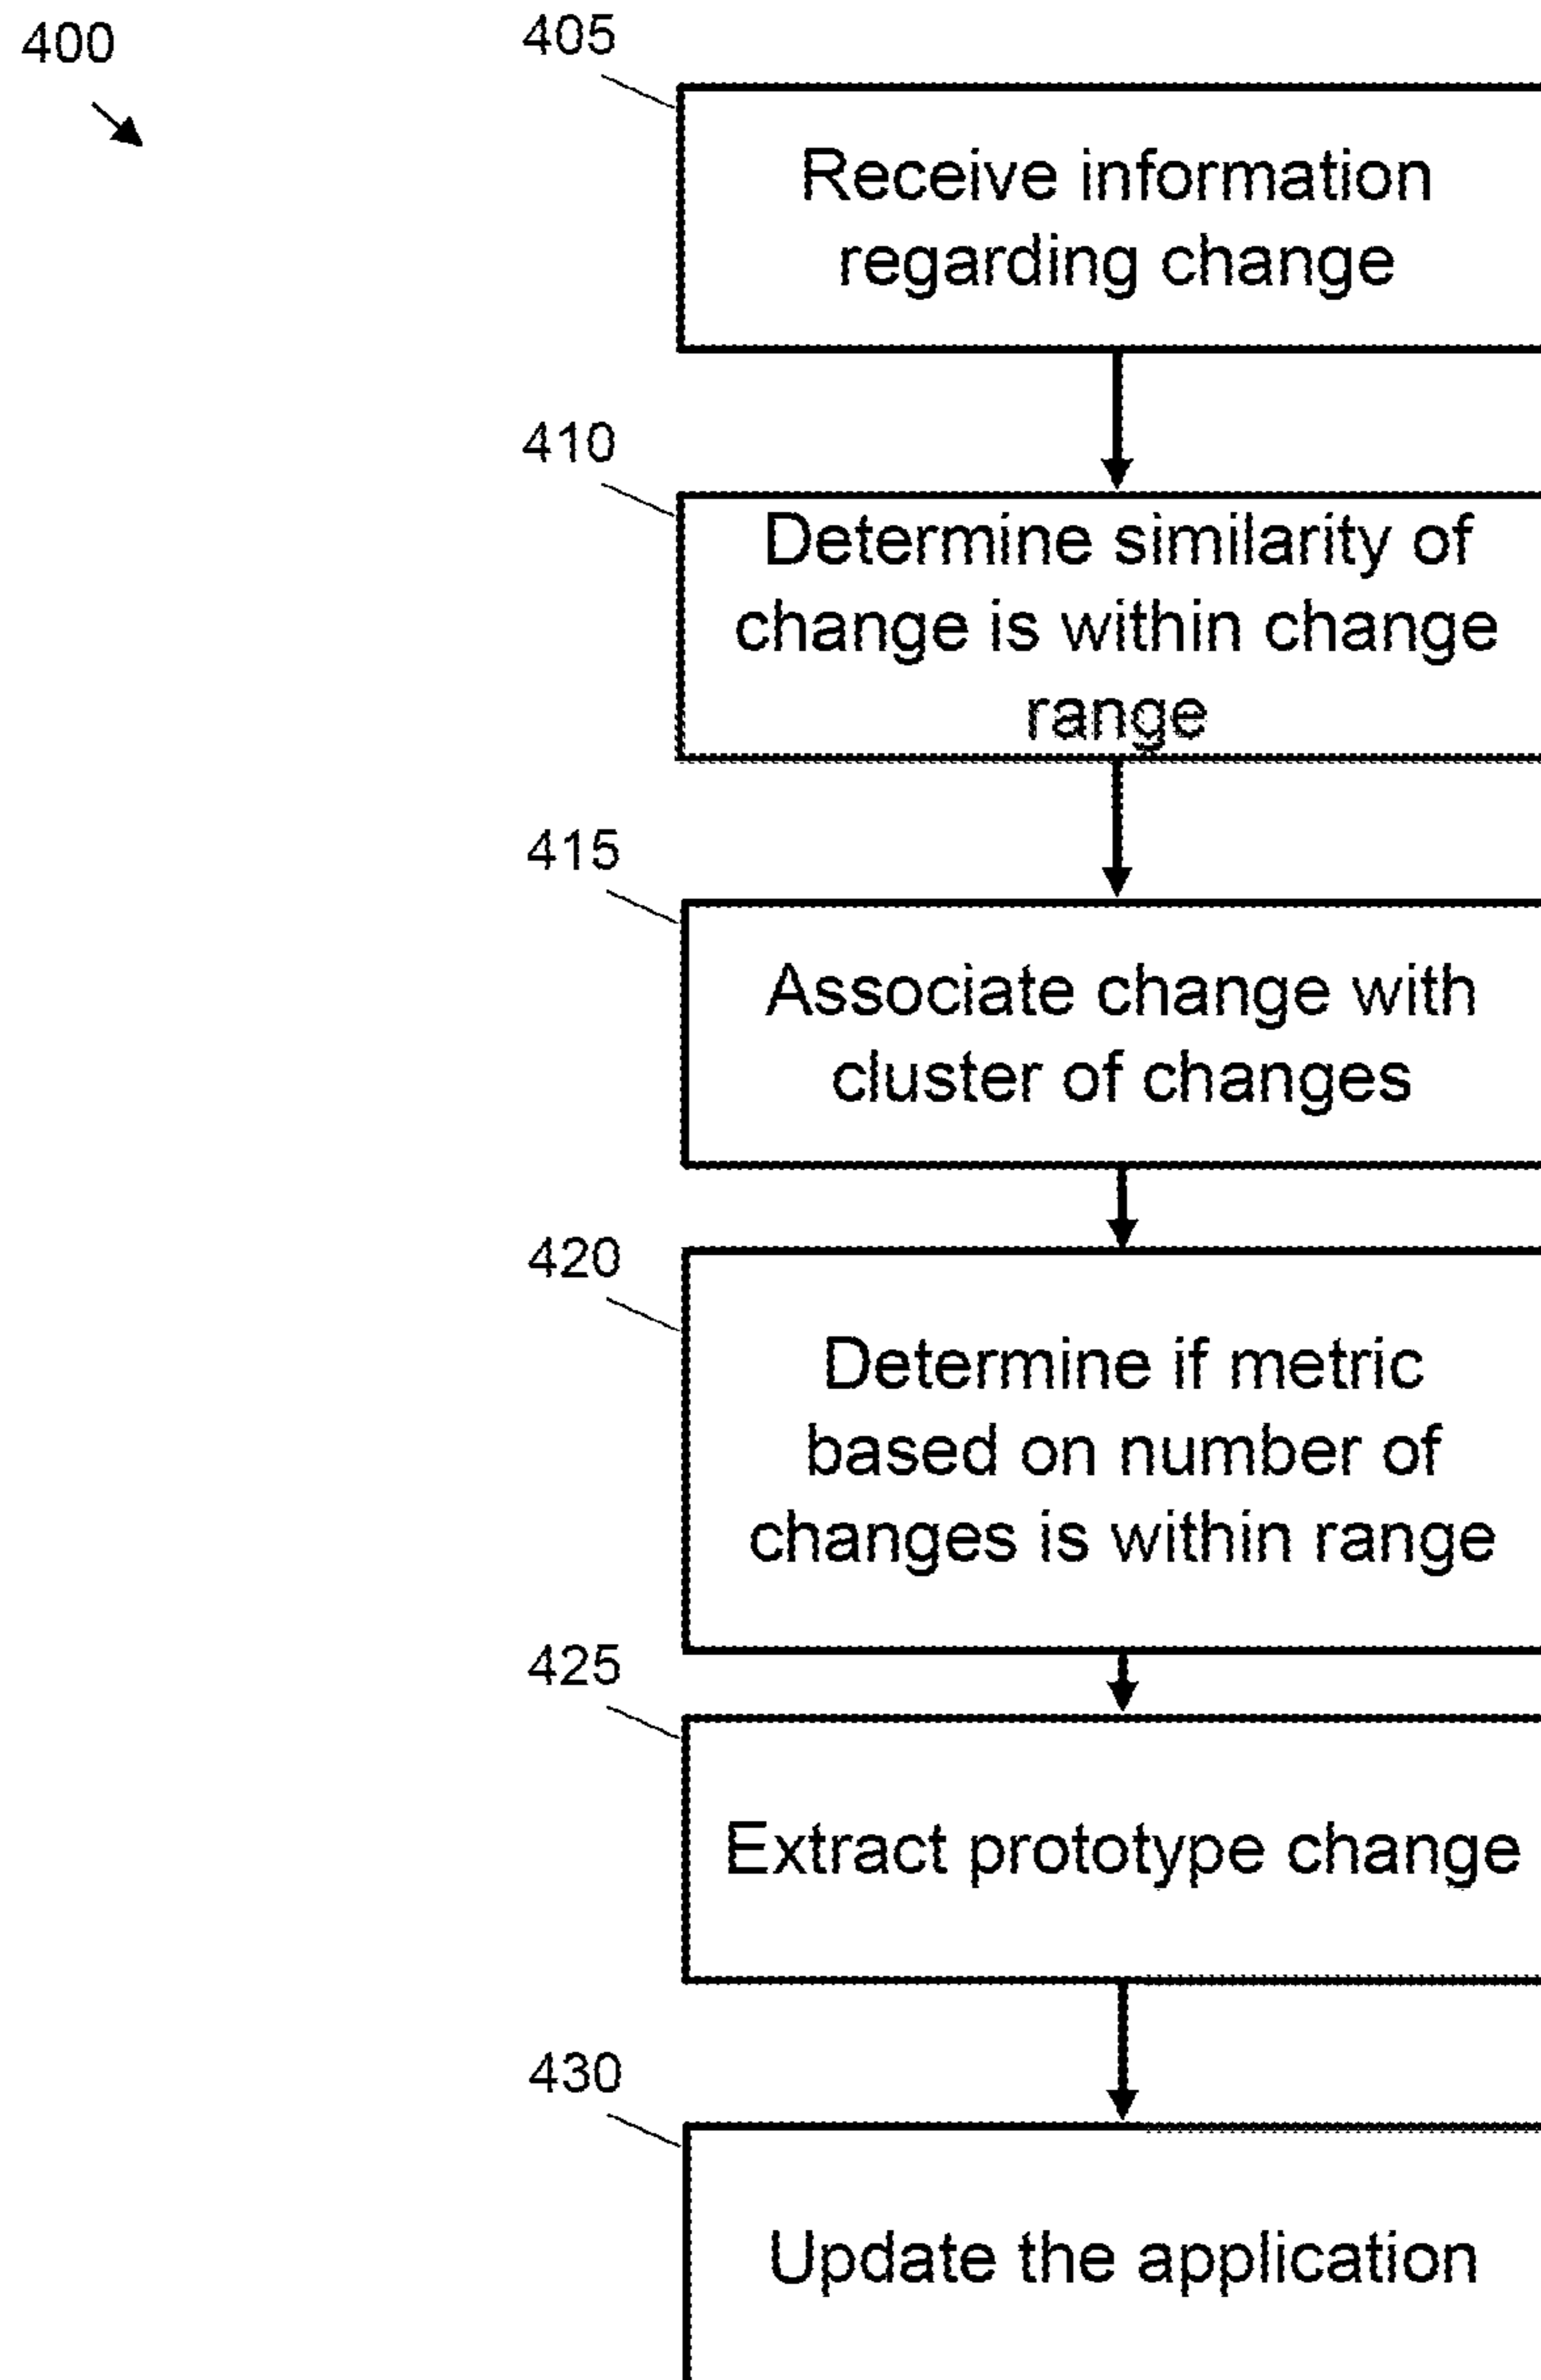 400
405
Receive information
regarding change
410
Determine similarity of
change is within change
range
415
Associate change with
cluster of changes
420
Determine if metric
based on number of
changes is within range
425
Extract prototype change
430
Update the application